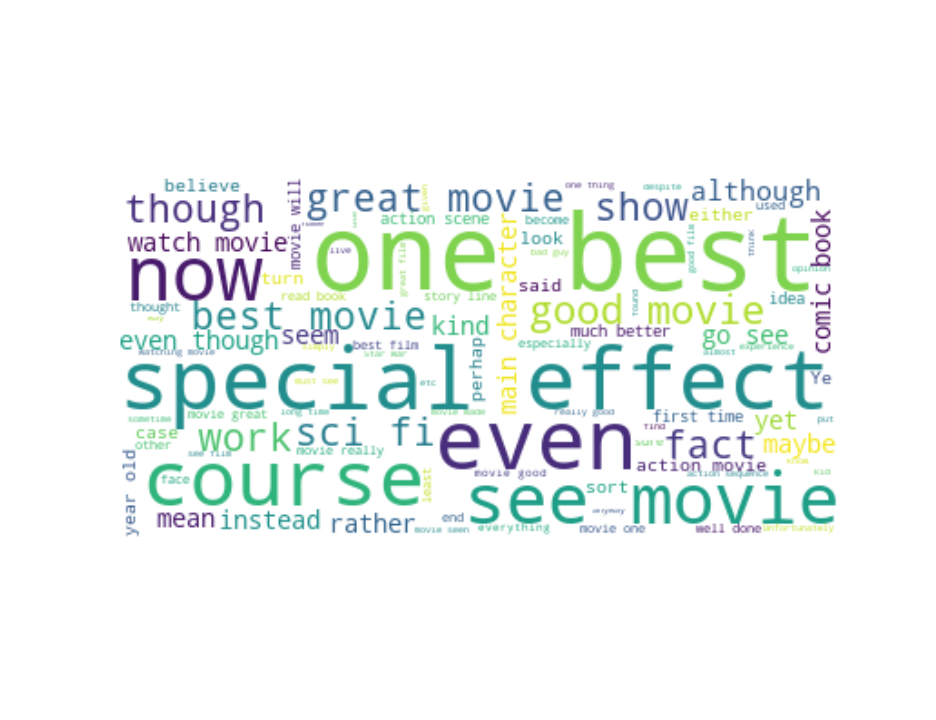 believe
great movie
one thing
despite
although
though
show
either
used
movie will
action scene
become
given
watch movie
one best
look
main character
comic book
now
live
great film
bad guy
good film
think
opinion
turn
said
read book
story line
thought
best movie
kind
good movie
idea
even though
seem
much better
go see
especially
perhaps
best film
almost
experience
watching movie
simply
star war
special effect
must see
etc
Ye
sometime
movie great
long time
movie made
really good
first time
yet
put
case
other
work
sci fi
even
find
sure
fact
maybe
see film
movie really
action movie
know
year old
face
course
least
movie good
action sequence
kid
see movie
sort
anyway
mean
instead
rather
end
movie seen
everything
movie one
well done
Unfortunately